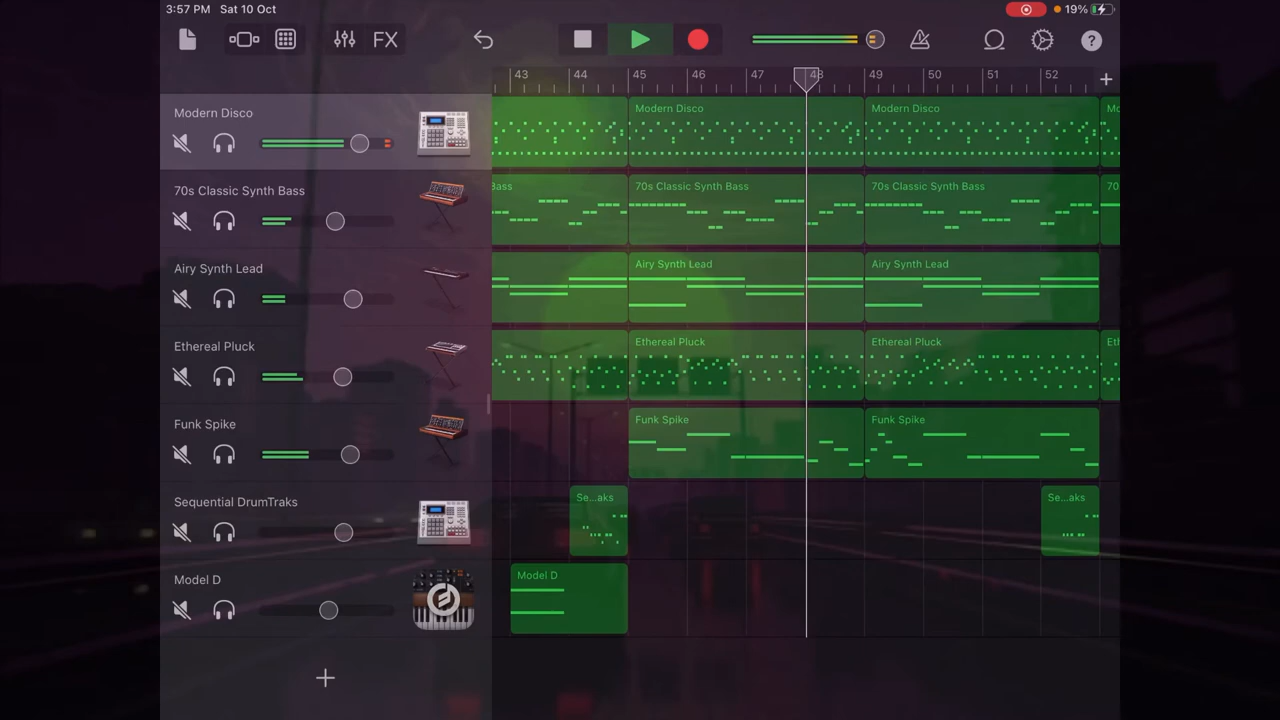 3:57 PM Sat 10 Oct
19%
FX
?
43 44 45 46 47 48 49 50 51 52 +
Modern Disco
Modern Disco
Modern Disco
Mo
70s Classic Synth Bass
Bass
70s Classic Synth Bass
70s Classic Synth Bass
70
Airy Synth Lead
Airy Synth Lead
Airy Synth Lead
Ethereal Pluck
Ethereal Pluck
Ethereal Pluck
Eth
Funk Spike
Funk Spike
Funk Spike
Sequential DrumTraks
Se...aks
Se...aks
Model D
Model D
+